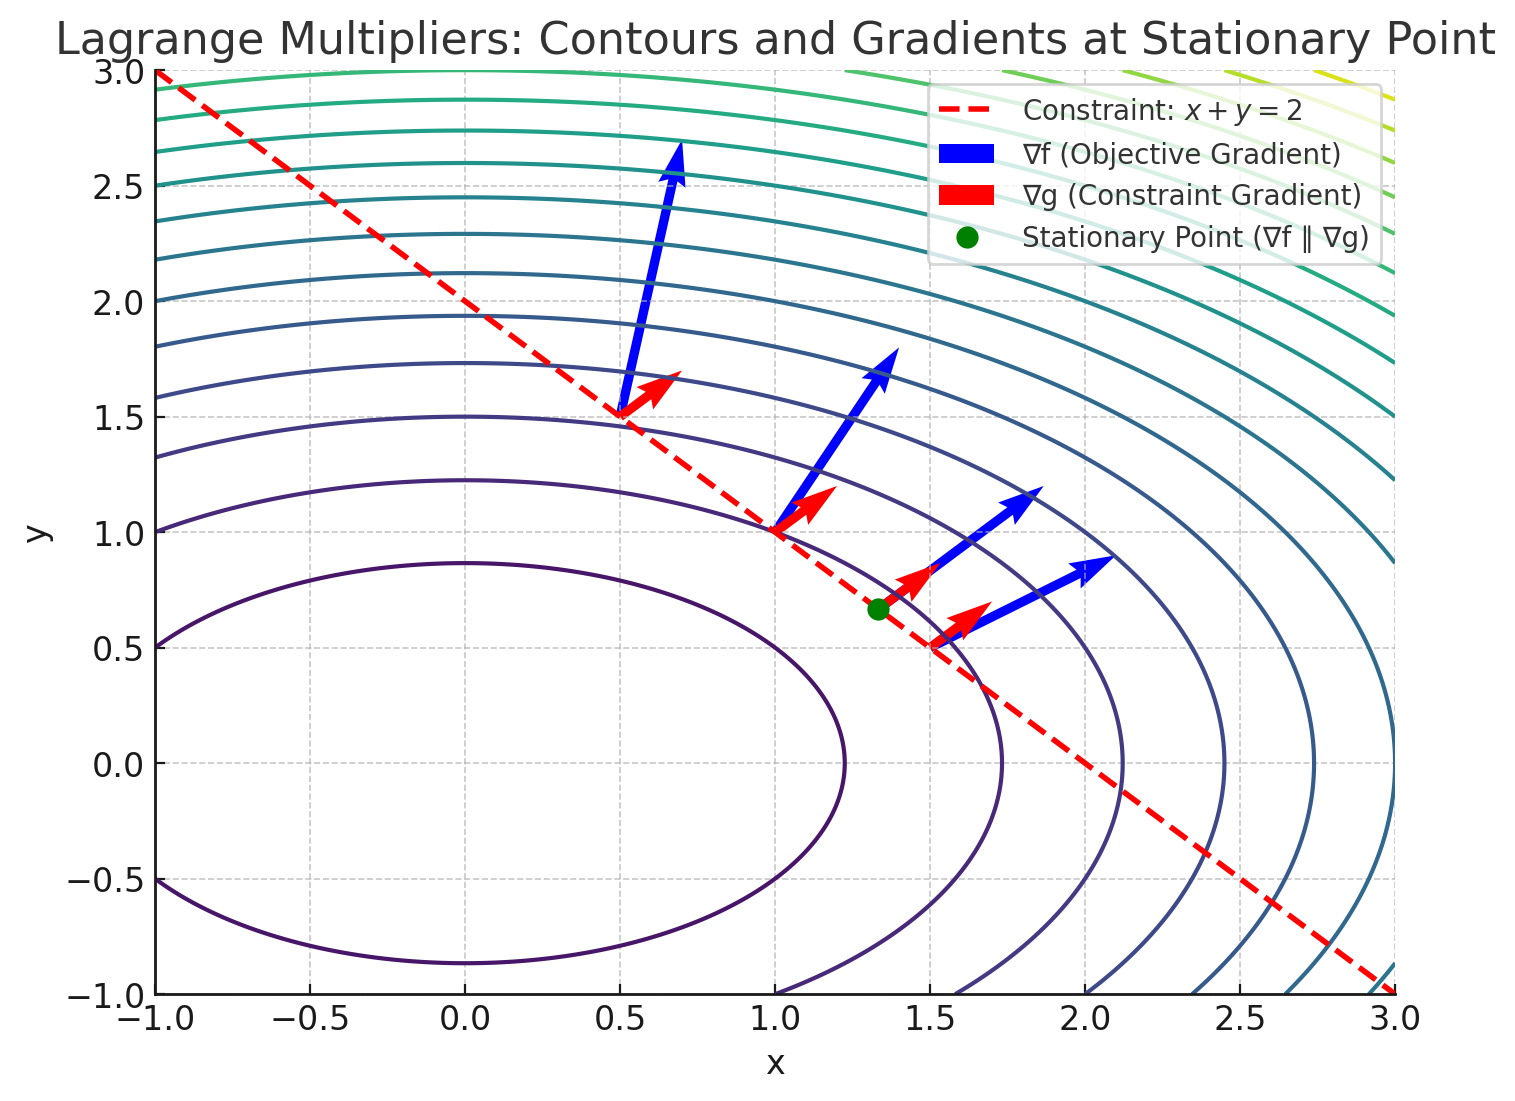 Lagrange Multipliers: Contours and Gradients at Stationary Point
Constraint: x + y = 2
∇f (Objective Gradient)
∇g (Constraint Gradient)
Stationary Point (∇f ∥ ∇g)
3.0
2.5
2.0
1.5
1.0
0.5
0.0
−0.5
−1.0
y
−1.0 −0.5 0.0 0.5 1.0 1.5 2.0 2.5 3.0
x